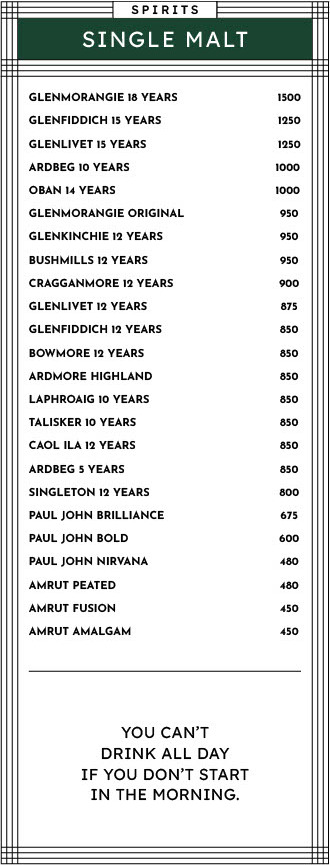 SPIRITS
SINGLE MALT
GLENMORANGIE 18 YEARS 1500
GLENFIDDICH 15 YEARS 1250
GLENLIVET 15 YEARS 1250
ARDBEG 10 YEARS 1000
OBAN 14 YEARS 1000
GLENMORANGIE ORIGINAL 950
GLENKINCHIE 12 YEARS 950
BUSHMILLS 12 YEARS 950
CRAGGANMORE 12 YEARS 900
GLENLIVET 12 YEARS 875
GLENFIDDICH 12 YEARS 850
BOWMORE 12 YEARS 850
ARDMORE HIGHLAND 850
LAPHROAIG 10 YEARS 850
TALISKER 10 YEARS 850
CAOL ILA 12 YEARS 850
ARDBEG 5 YEARS 850
SINGLETON 12 YEARS 800
PAUL JOHN BRILLIANCE 675
PAUL JOHN BOLD 600
PAUL JOHN NIRVANA 480
AMRUT PEATED 480
AMRUT FUSION 450
AMRUT AMALGAM 450
YOU CAN'T
DRINK ALL DAY
IF YOU DON'T START
IN THE MORNING.